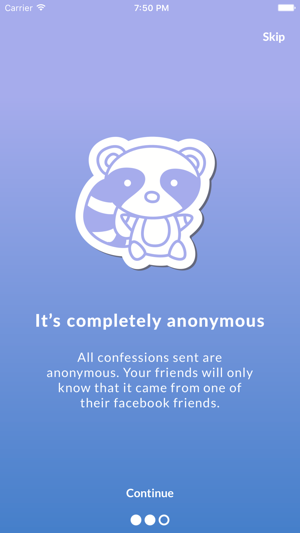 Carrier 7:50 PM
Skip
It's completely anonymous
All confessions sent are
anonymous. Your friends will only
know that it came from one of
their facebook friends.
Continue